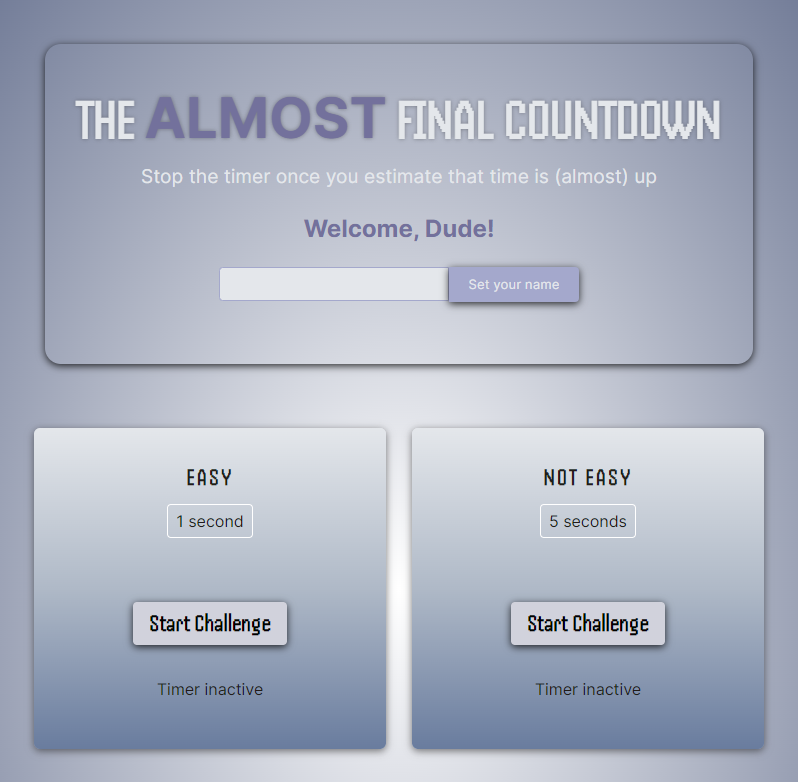 THE ALMOST FINAL COUNTDOWN
Stop the timer once you estimate that time is (almost) up
Welcome, Dude!
Set your name
EASY
1 second
Start Challenge
Timer inactive
NOT EASY
5 seconds
Start Challenge
Timer inactive